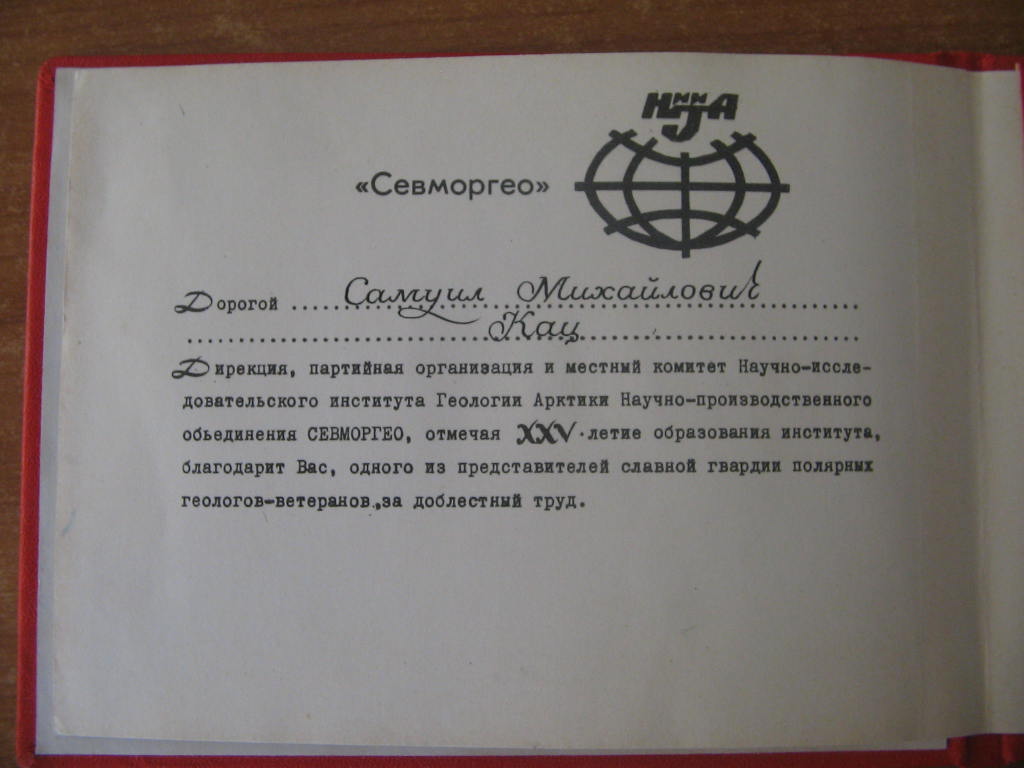 НИИГА
«Севморгео»
Дорогой Самуил Михайлович
Кац
Дирекция, партийная организация и местный комитет Научно-иссле-
довательского института Геологии Арктики Научно-производственного
обьединения СЕВМОРГЕО, отмечая XXV-летие образования института,
благодарит Вас, одного из представителей славной гвардии полярных
геологов-ветеранов,за доблестный труд.